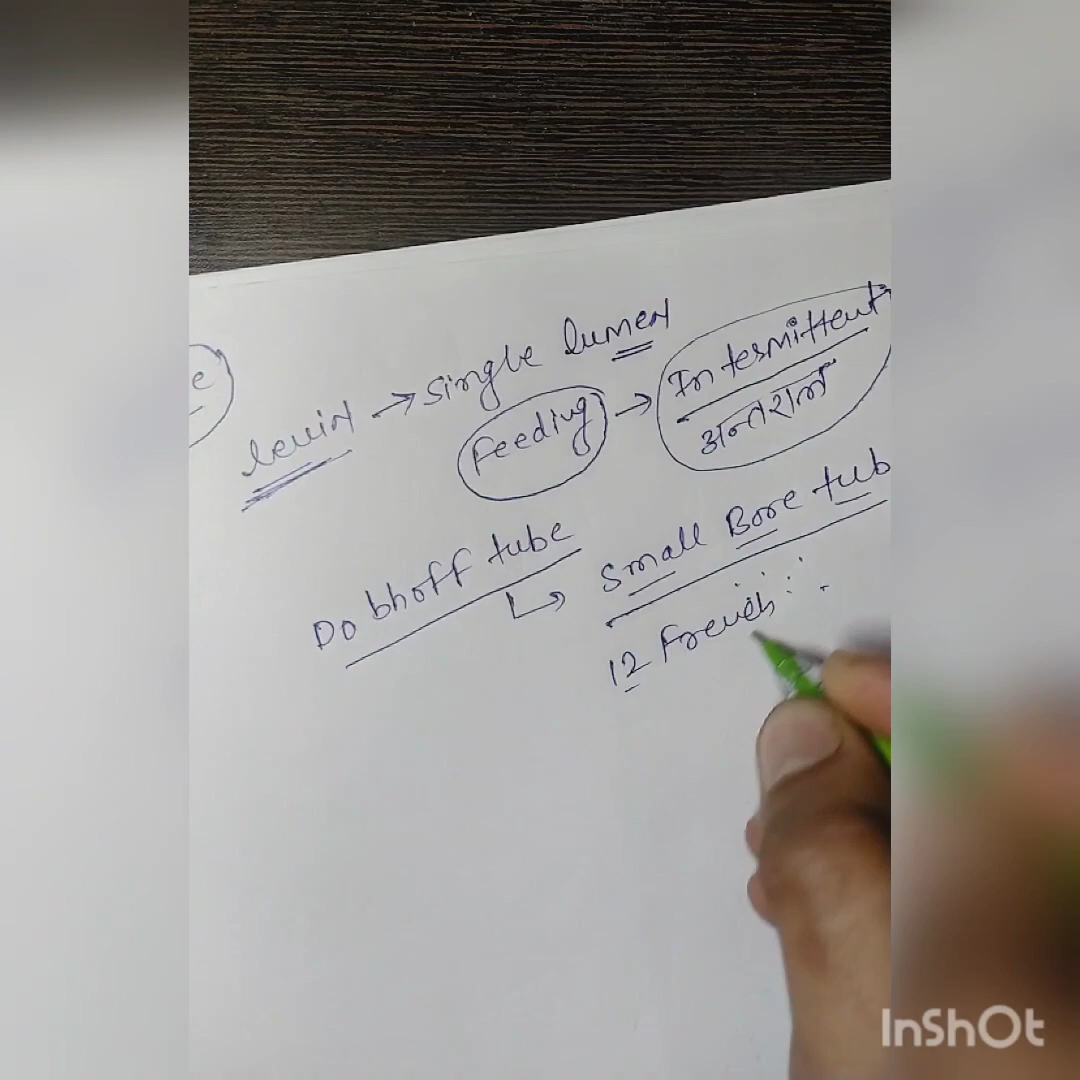 levin → single lumen
Feeding → Intermittent
अन्तराल
Dobhoff tube
↳ Small Bore tub
12 French
InShOt